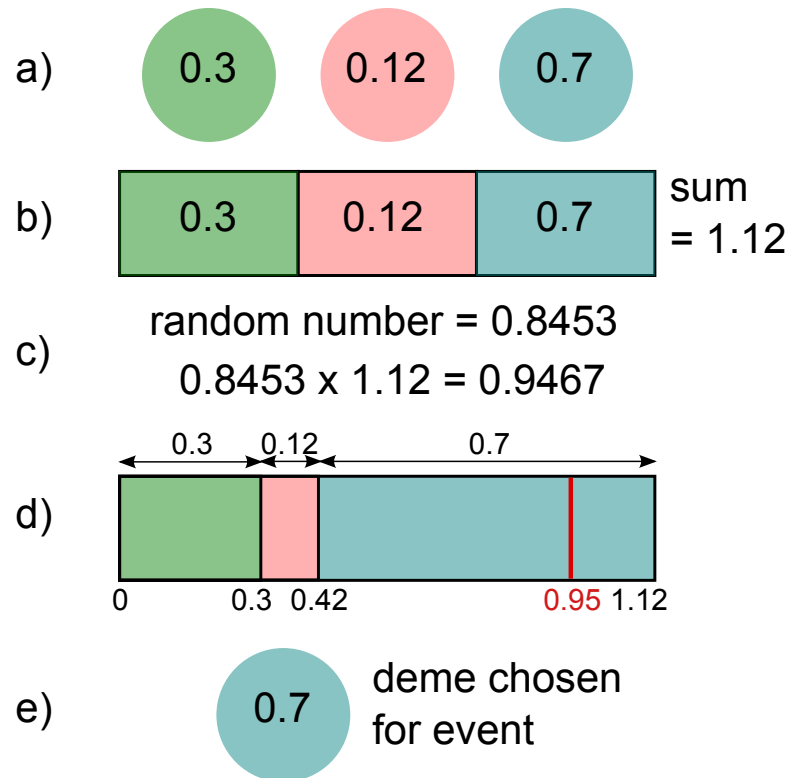 a) 0.3 0.12 0.7
b) 0.3 0.12 0.7 sum
= 1.12
c) random number = 0.8453
0.8453 x 1.12 = 0.9467
0.3 0.12 0.7
d)
0 0.3 0.42 0.95 1.12
e) 0.7 deme chosen
for event